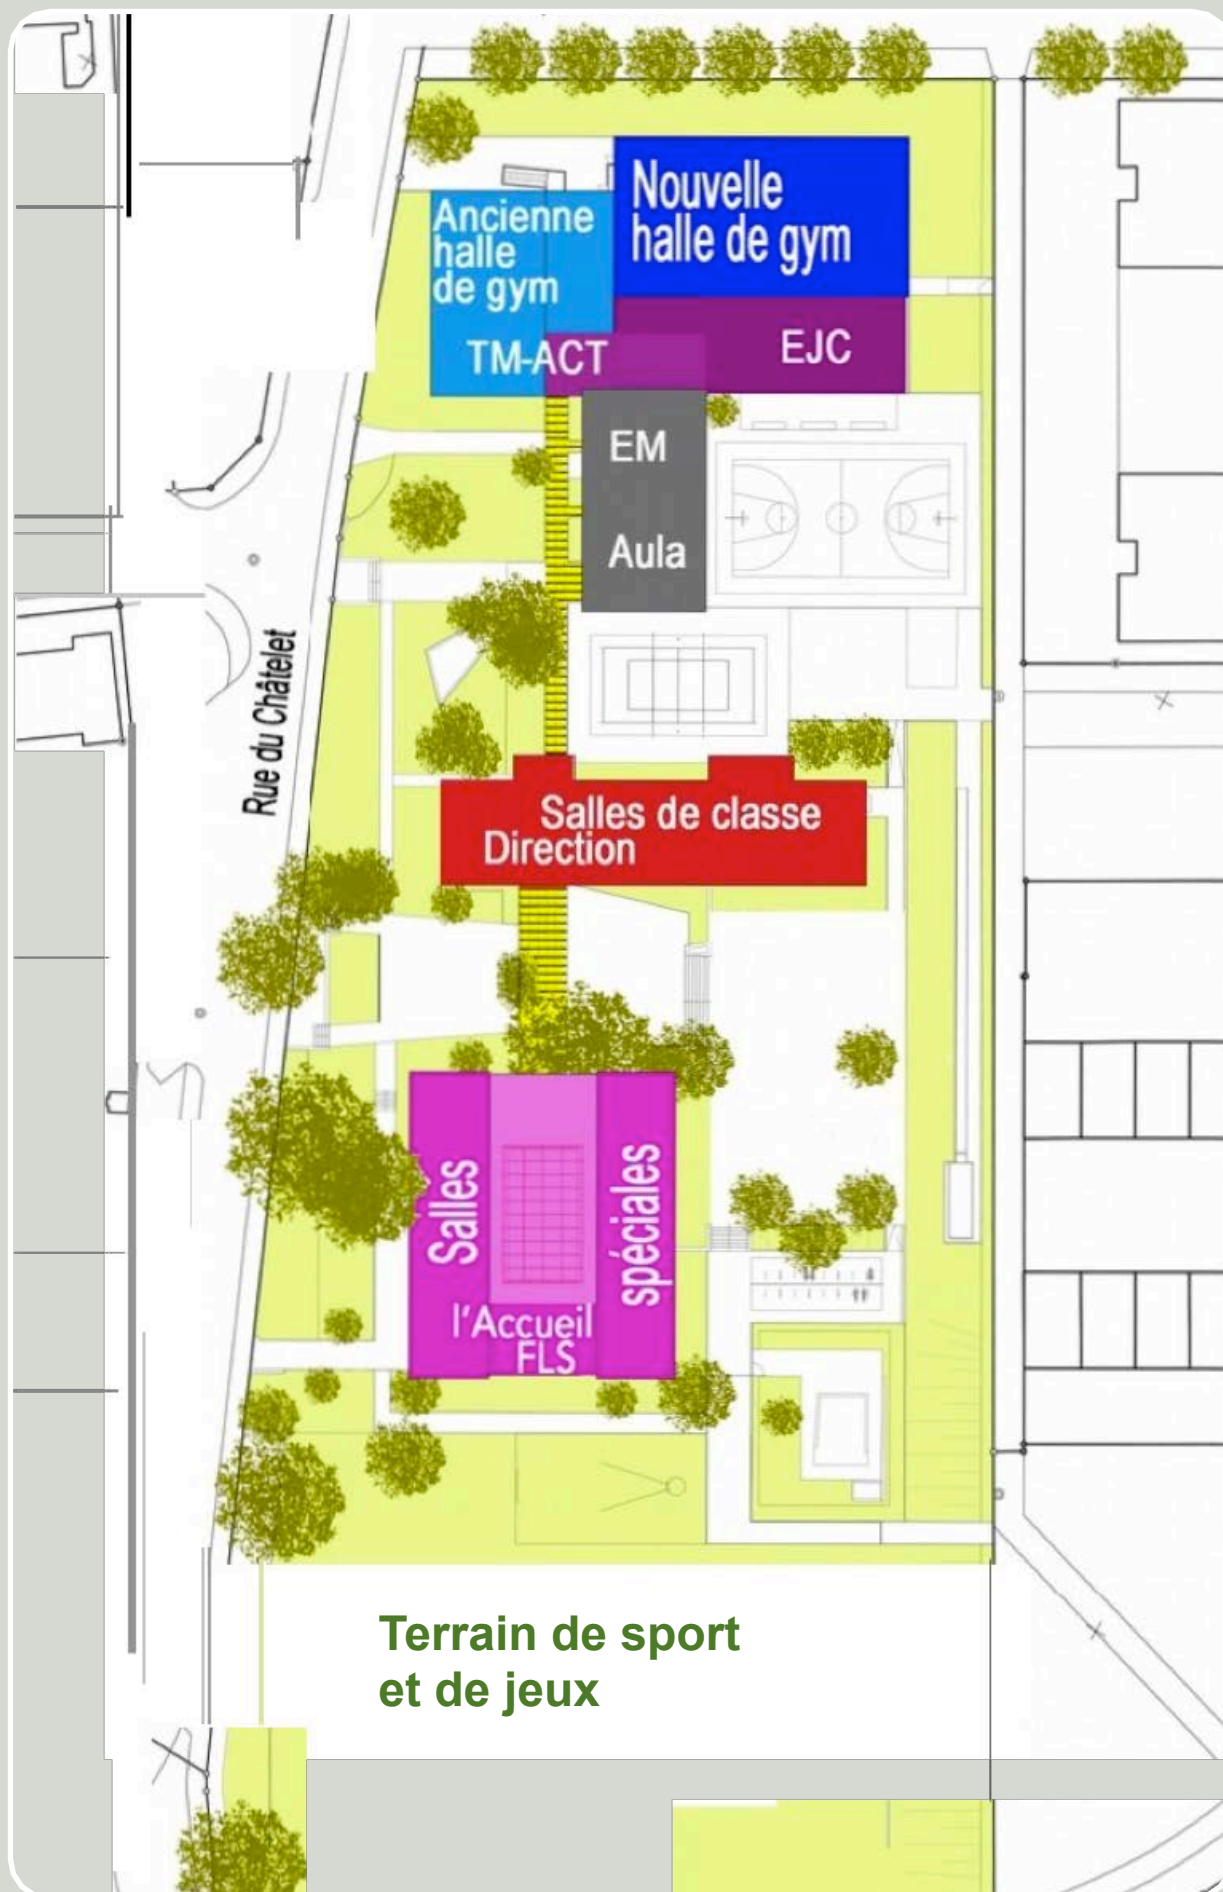 Nouvelle
halle de gym
Ancienne
halle
de gym
TM-ACT
EJC
EM
Aula
Rue du Châtelet
Salles de classe
Direction
Salles
spéciales
l'Accueil
FLS
Terrain de sport
et de jeux